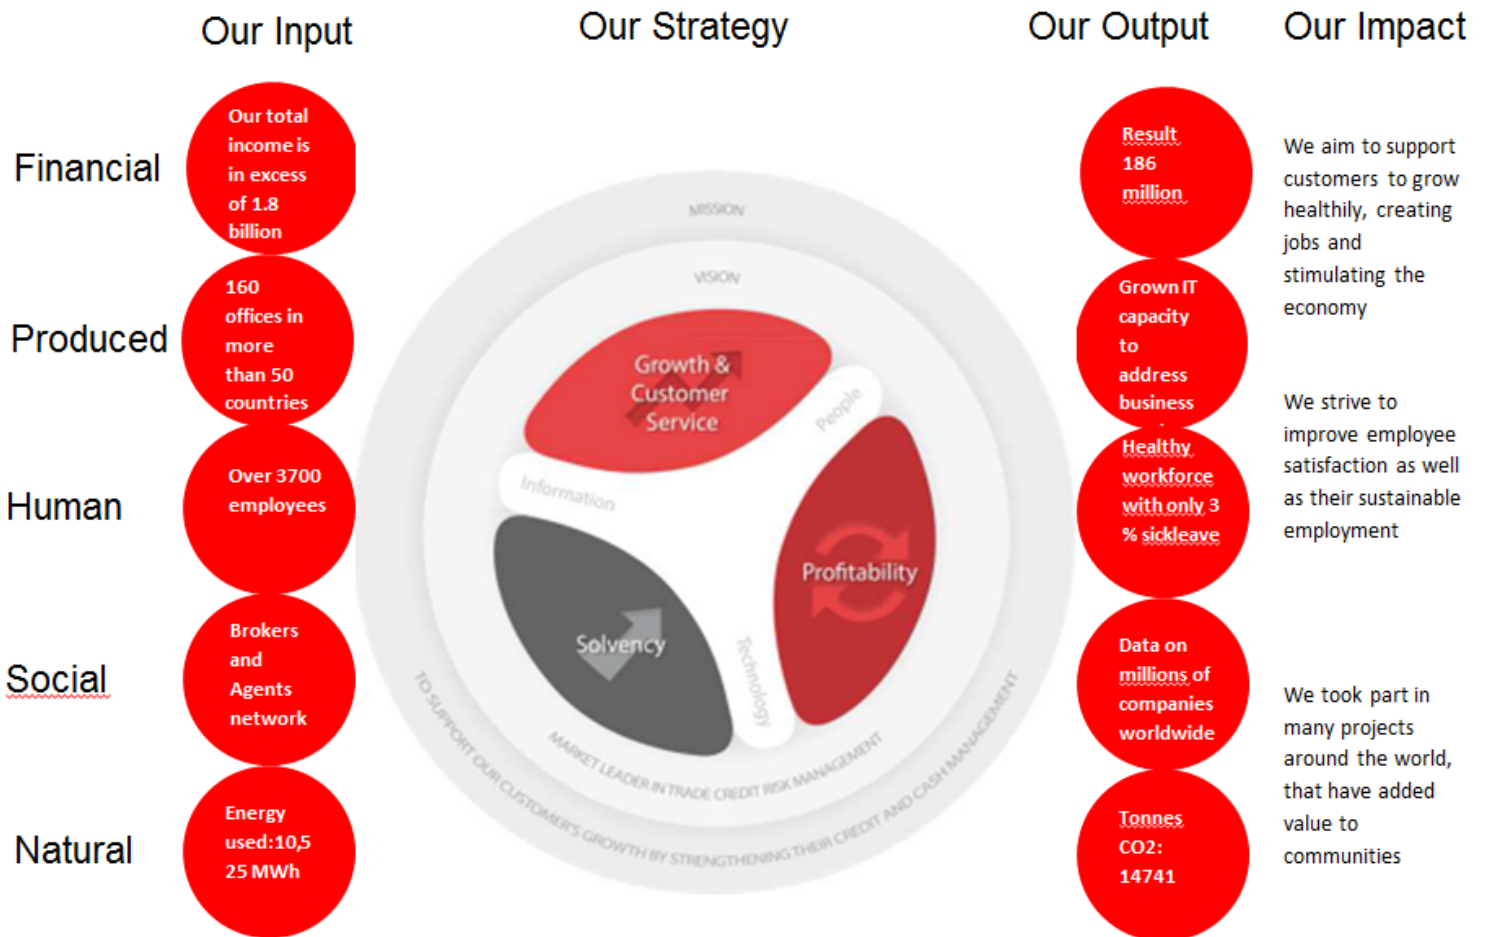 Our Input
Our Strategy
Our Output
Our Impact
Financial
Our total
income is
in excess
of 1.8
billion
Produced
160
offices in
more
than 50
countries
Human
Over 3700
employees
Social
Brokers
and
Agents
network
Natural
Energy
used:10,5
25 MWh
MISSION
VISION
Growth &
Customer
Service
People
Information
Profitability
Solvency
Technology
MARKET LEADER IN TRADE CREDIT RISK MANAGEMENT
TO SUPPORT OUR CUSTOMER'S GROWTH BY STRENGTHENING THEIR CREDIT AND CASH MANAGEMENT
Result
186
million
Grown IT
capacity
to
address
business
Healthy
workforce
with only 3
% sickleave
Data on
millions of
companies
worldwide
Tonnes
CO2:
14741
We aim to support
customers to grow
healthily, creating
jobs and
stimulating the
economy
We strive to
improve employee
satisfaction as well
as their sustainable
employment
We took part in
many projects
around the world,
that have added
value to
communities